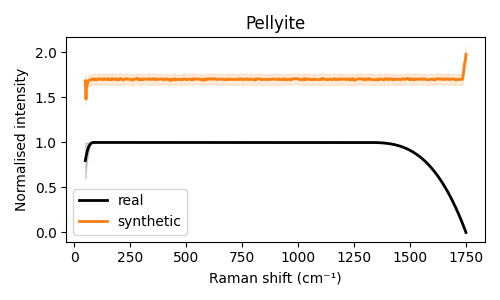 Pellyite
Normalised intensity
2.0
1.5
1.0
0.5
0.0
real
synthetic
0 250 500 750 1000 1250 1500 1750
Raman shift (cm⁻¹)